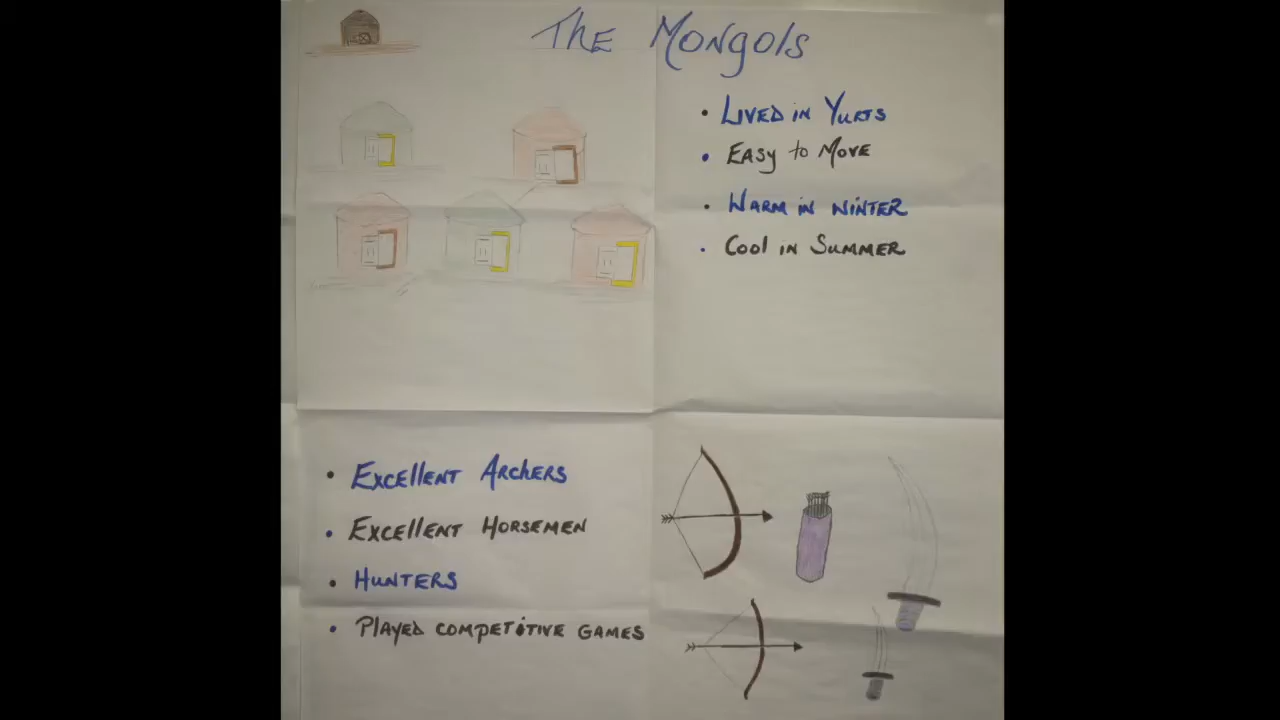 The Mongols
• Lived in Yurts
• Easy to Move
• Warm in Winter
• Cool in Summer
• Excellent Archers
• Excellent Horsemen
• Hunters
• Played competitive games